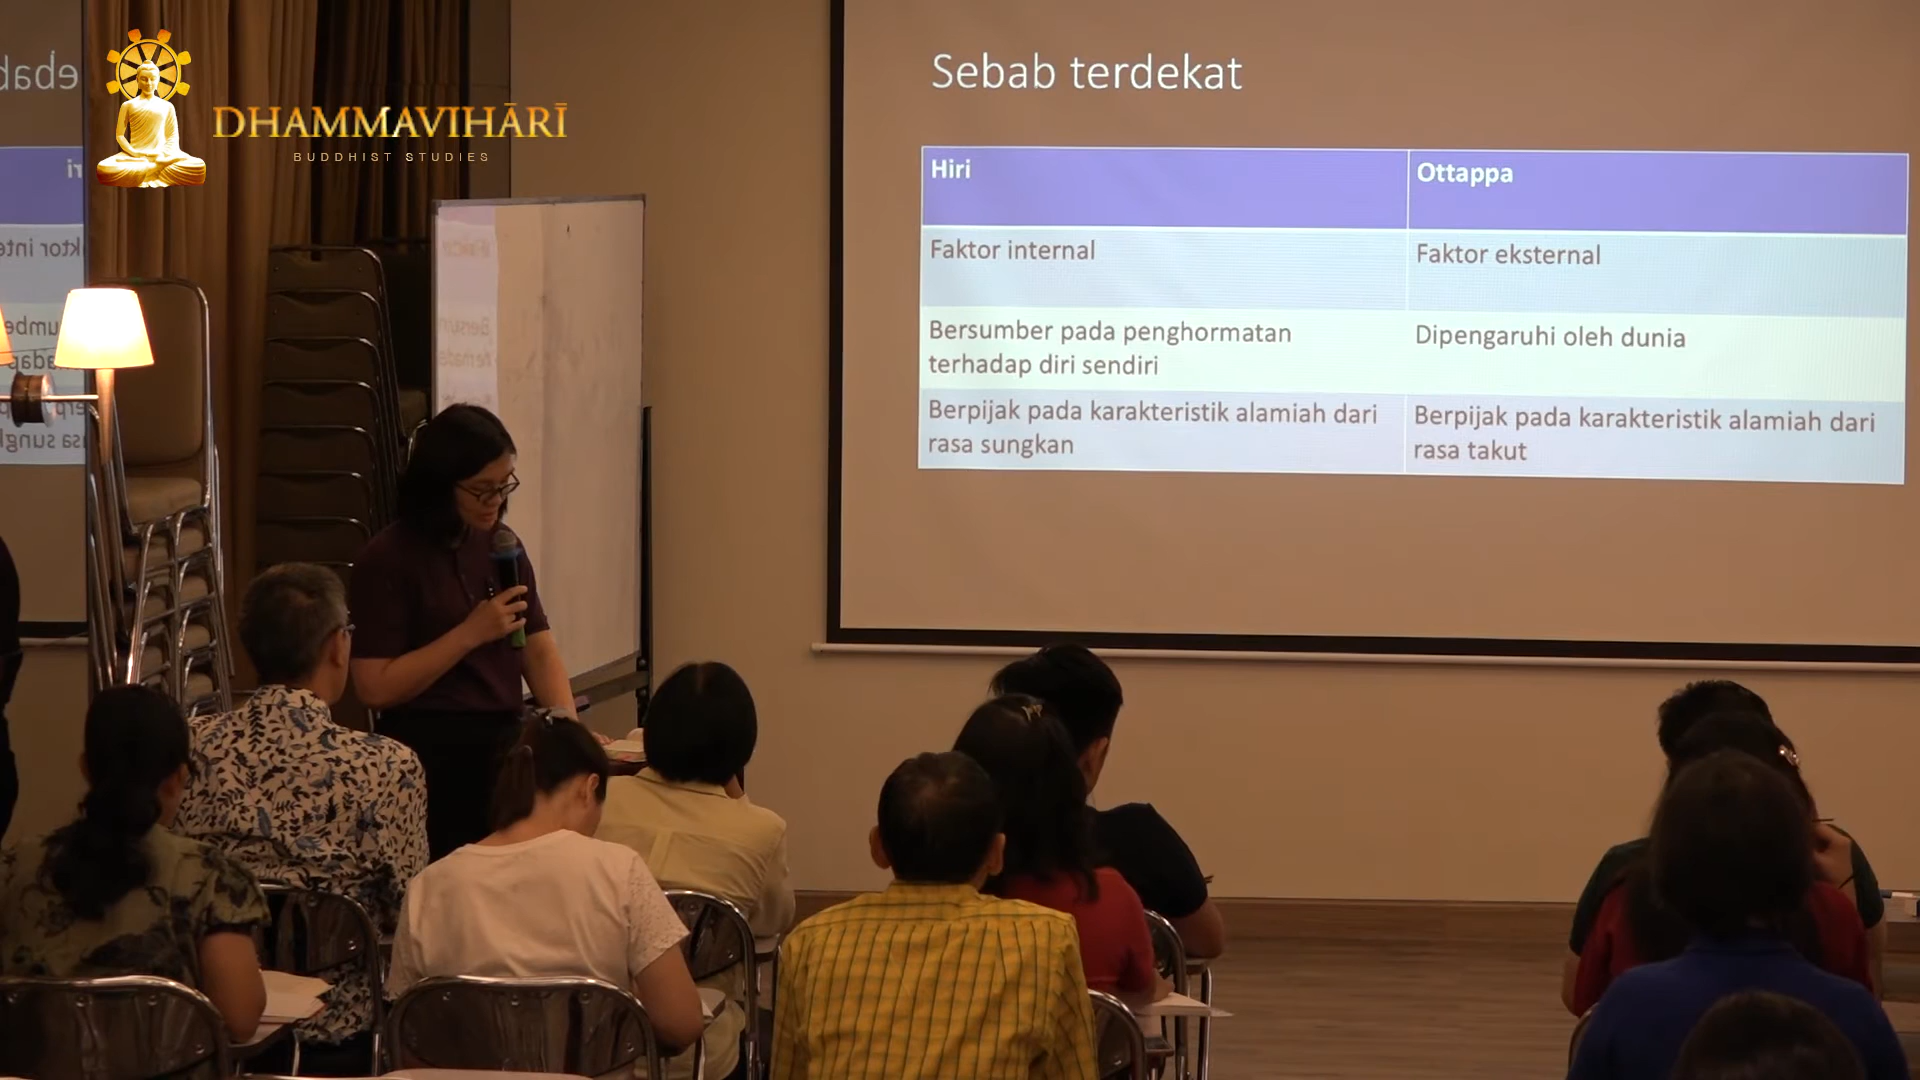 DHAMMAVIHĀRĪ
BUDDHIST STUDIES
Sebab terdekat
Hiri
Ottappa
Faktor internal
Faktor eksternal
Bersumber pada penghormatan
terhadap diri sendiri
Dipengaruhi oleh dunia
Berpijak pada karakteristik alamiah dari
rasa sungkan
Berpijak pada karakteristik alamiah dari
rasa takut